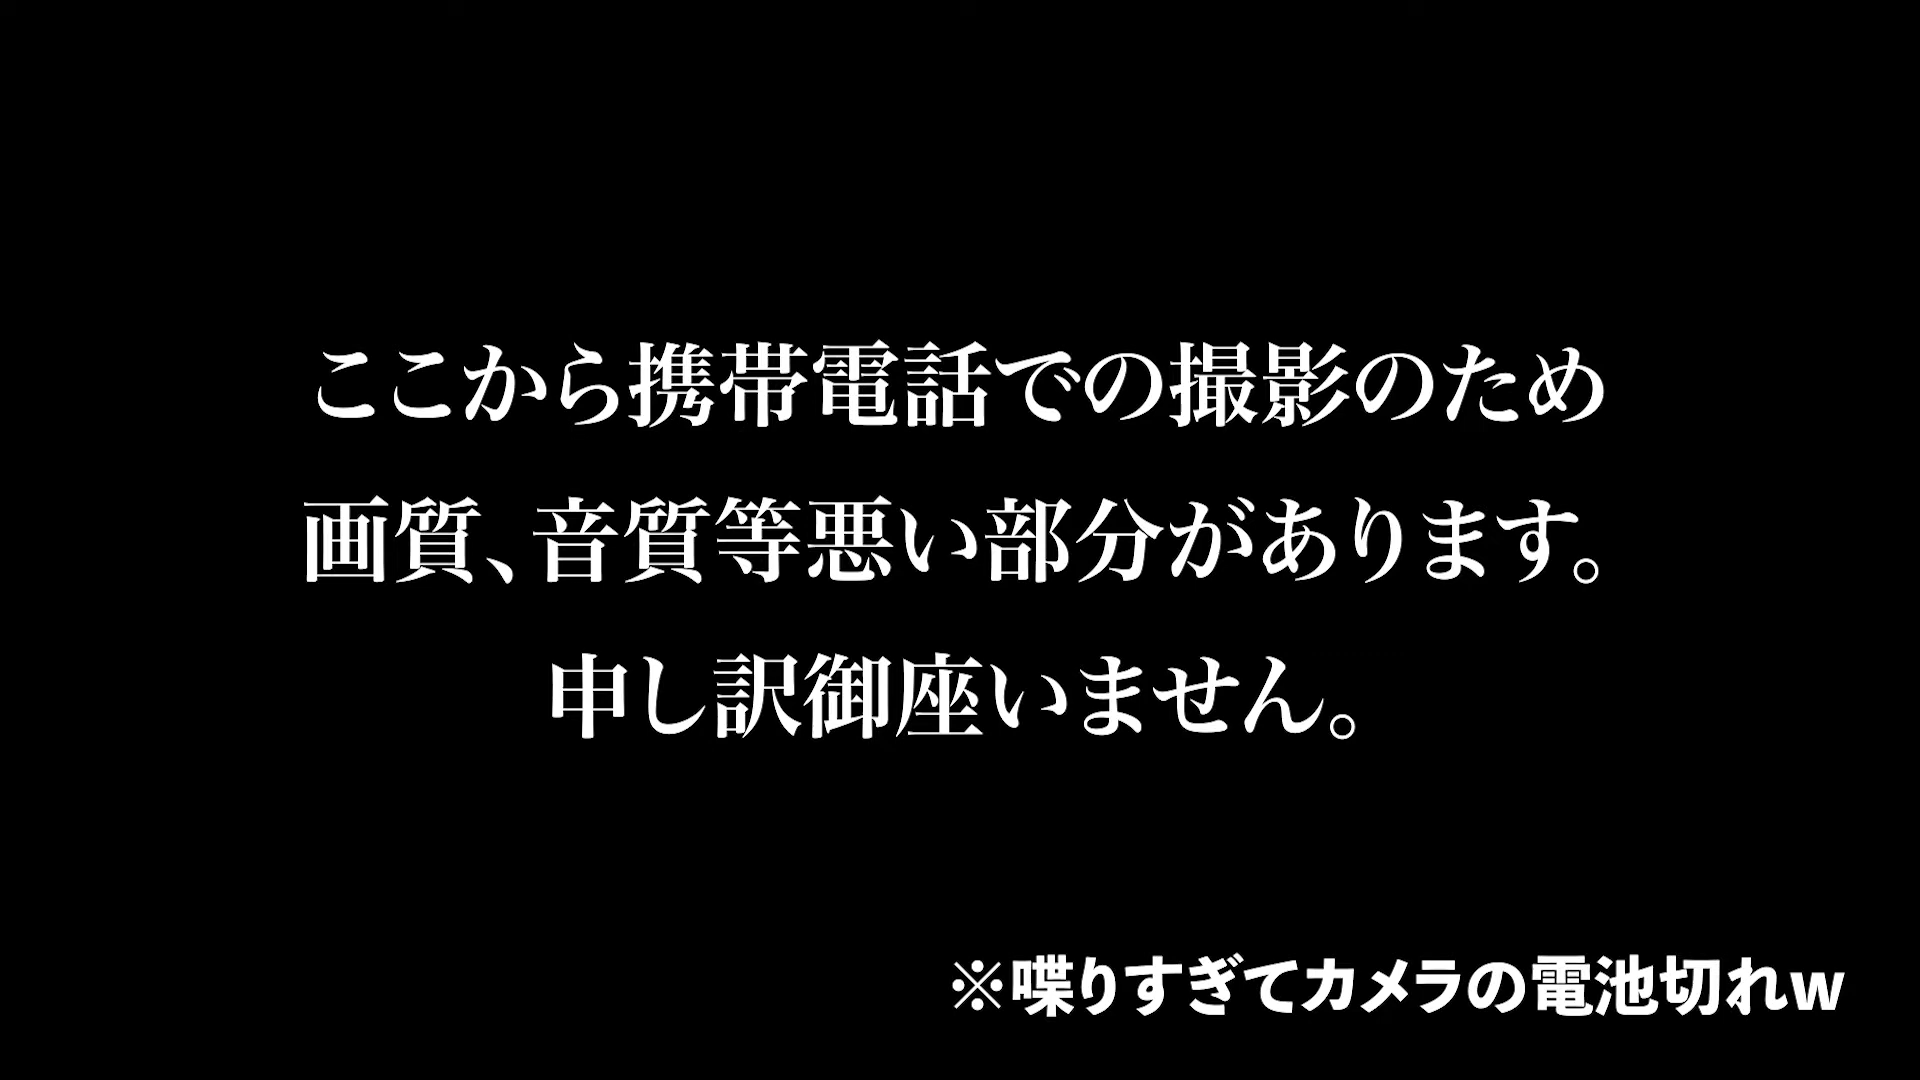 ここから携帯電話での撮影のため
画質、音質等悪い部分があります。
申し訳御座いません。
※喋りすぎてカメラの電池切れw